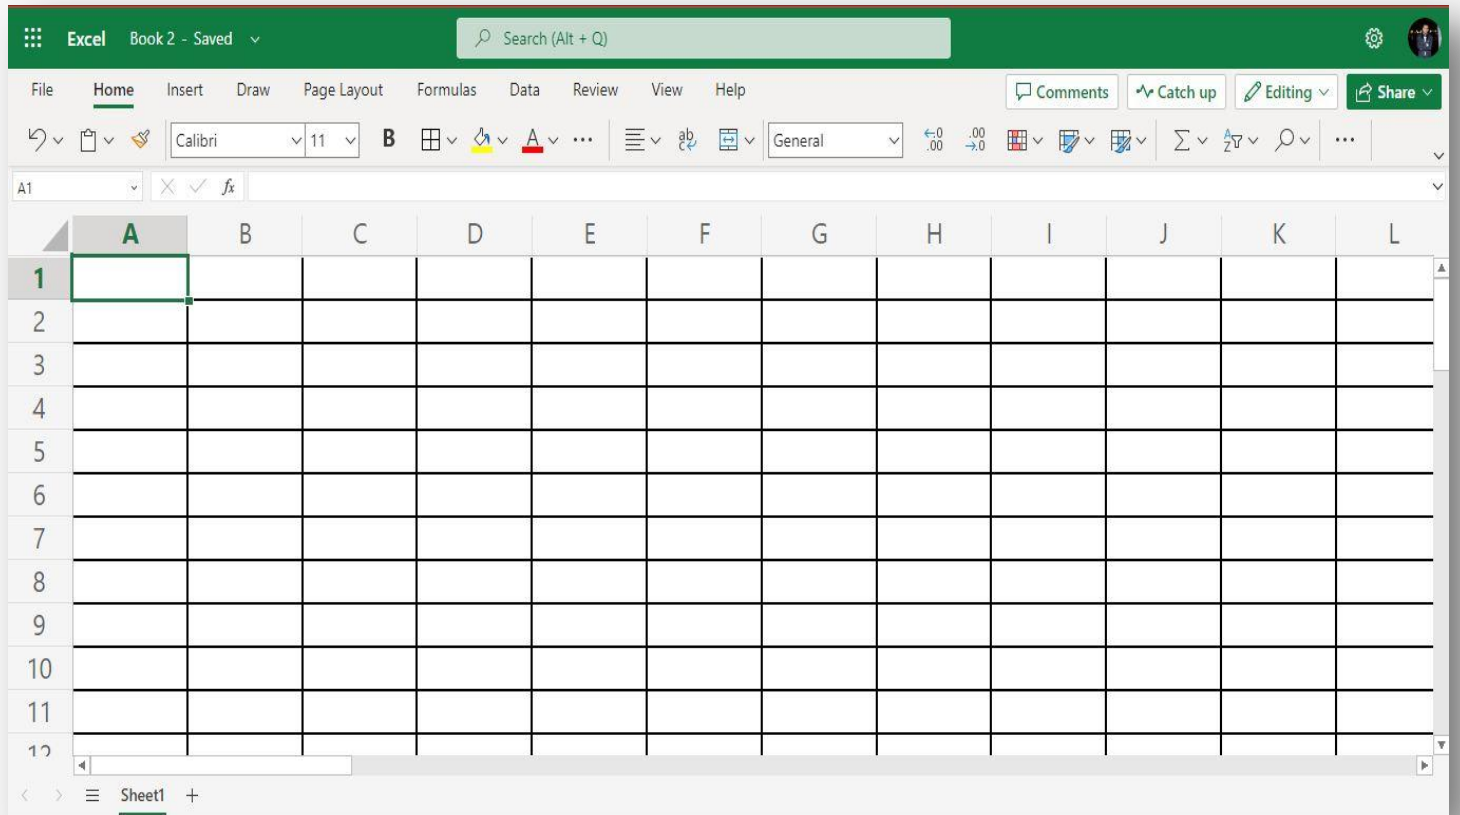 Excel Book 2 - Saved Search (Alt + Q)
File Home Insert Draw Page Layout Formulas Data Review View Help Comments Catch up Editing Share
Calibri 11 B A ab General
A1 fx
A B C D E F G H I J K L
1
2
3
4
5
6
7
8
9
10
11
12
Sheet1